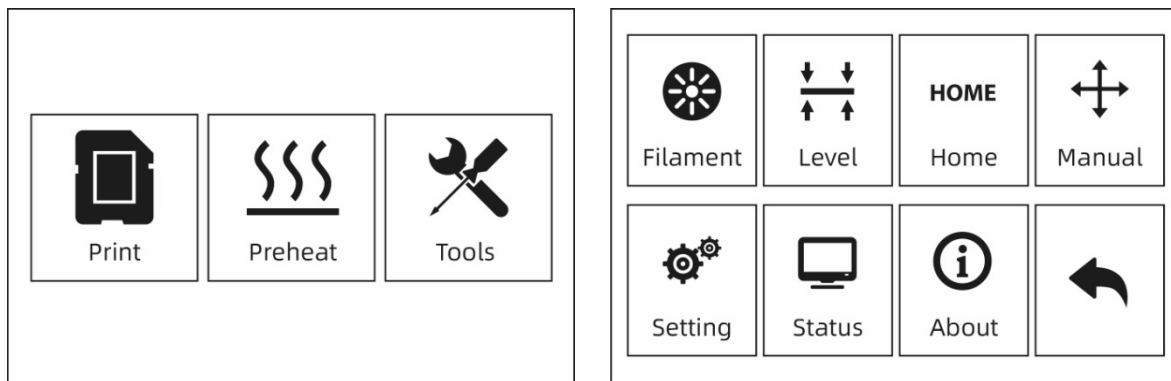 Print
Preheat
Tools
Filament
Level
HOME
Home
Manual
Setting
Status
About